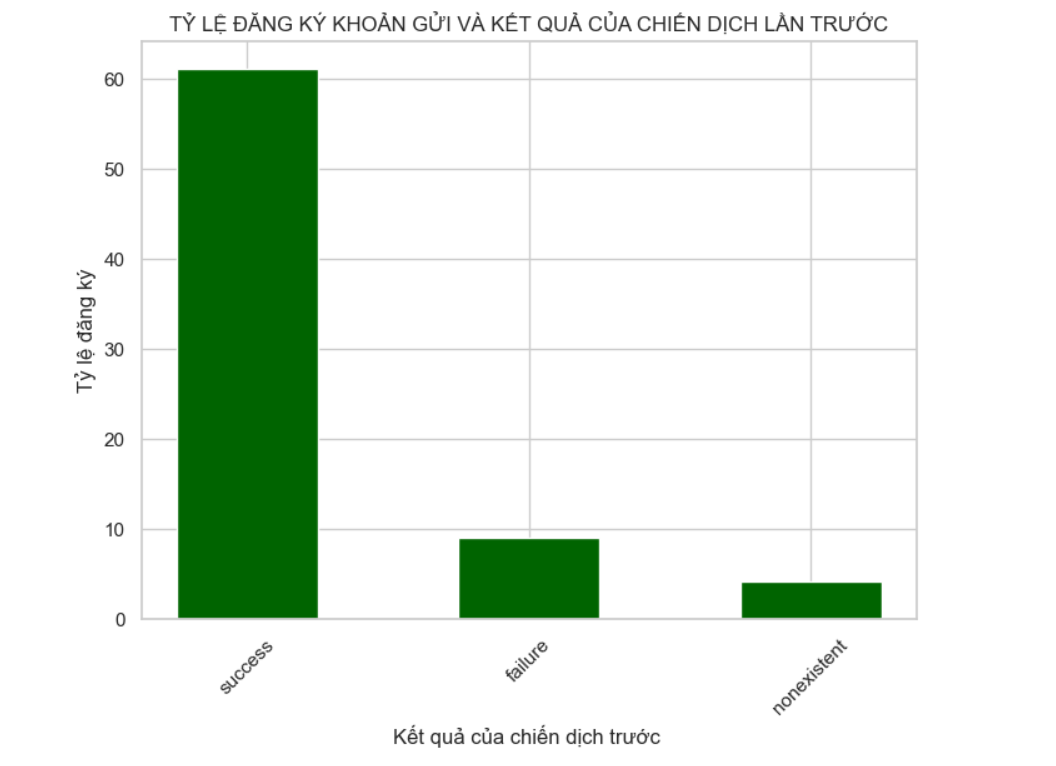 TỶ LỆ ĐĂNG KÝ KHOẢN GỬI VÀ KẾT QUẢ CỦA CHIẾN DỊCH LẦN TRƯỚC
60
50
40
30
20
10
0
Tỷ lệ đăng ký
success
failure
nonexistent
Kết quả của chiến dịch trước